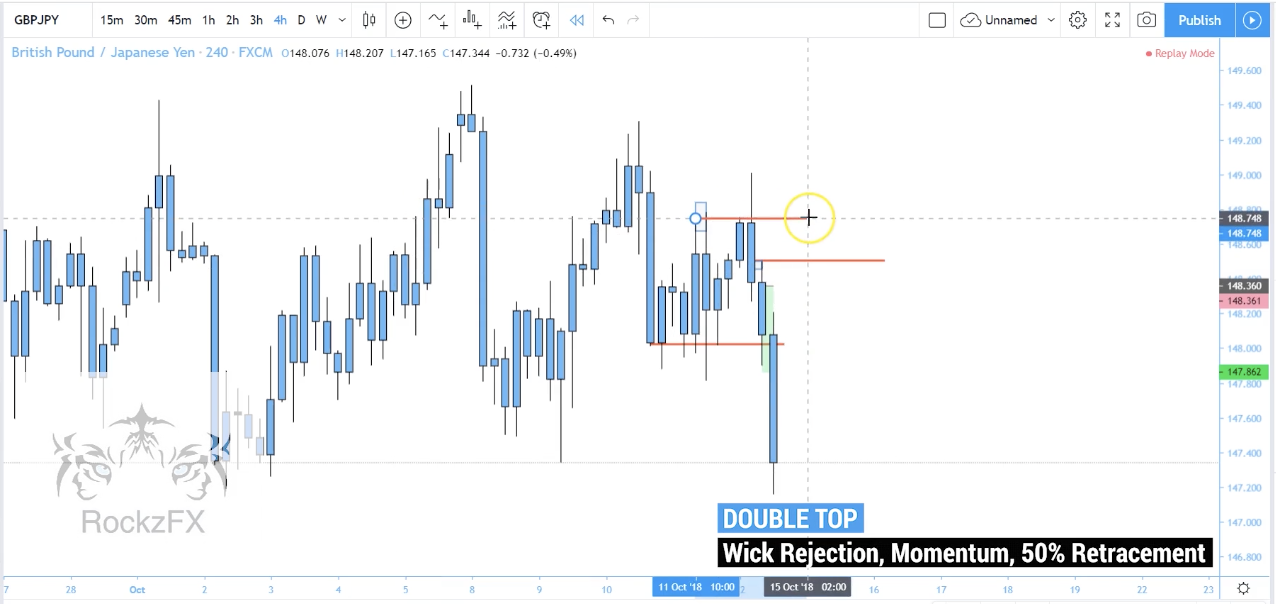 GBPJPY 15m 30m 45m 1h 2h 3h 4h D W Unnamed Publish
British Pound / Japanese Yen · 240 · FXCM O148.076 H148.207 L147.165 C147.344 -0.732 (-0.49%)
Replay Mode
149.600
149.400
149.200
149.000
148.748
148.748
148.600
148.360
148.361
148.200
148.000
147.862
147.800
147.600
147.400
147.200
147.000
146.800
RockzFX
DOUBLE TOP
Wick Rejection, Momentum, 50% Retracement
7 28 Oct 2 3 4 5 8 9 10 11 Oct '18 10:00 2 15 Oct '18 02:00 16 17 18 19 22 23